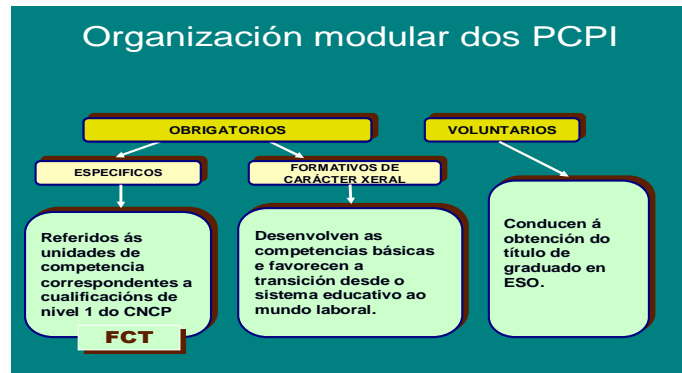 Organización modular dos PCPI
OBRIGATORIOS
VOLUNTARIOS
ESPECIFICOS
FORMATIVOS DE
CARÁCTER XERAL
Referidos ás
unidades de
competencia
correspondentes a
cualificacións de
nivel 1 do CNCP
FCT
Desenvolven as
competencias básicas
e favorecen a
transición desde o
sistema educativo ao
mundo laboral.
Conducen á
obtención do
título de
graduado en
ESO.